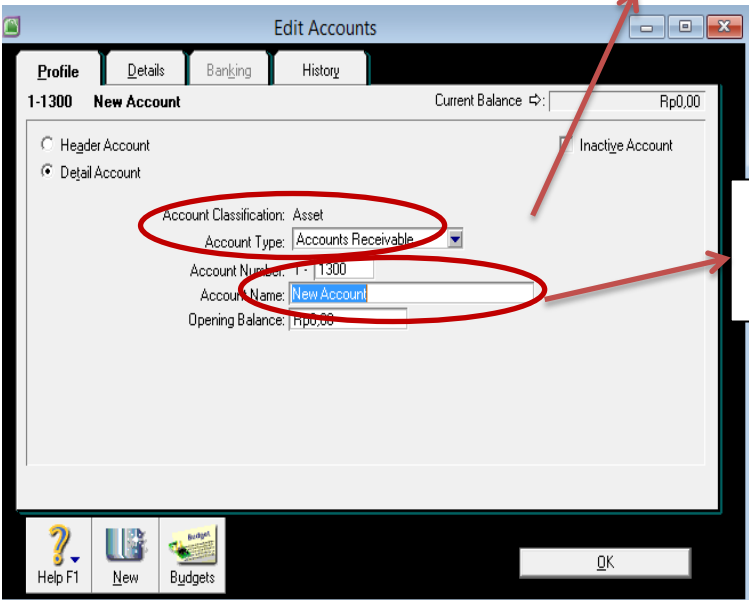 Edit Accounts
Profile Details Banking History
1-1300 New Account Current Balance ⇨: Rp0,00
Header Account Inactive Account
Detail Account
Account Classification: Asset
Account Type: Accounts Receivable
Account Number: 1 - 1300
Account Name: New Account
Opening Balance: Rp0,00
Budget
Help F1 New Budgets OK